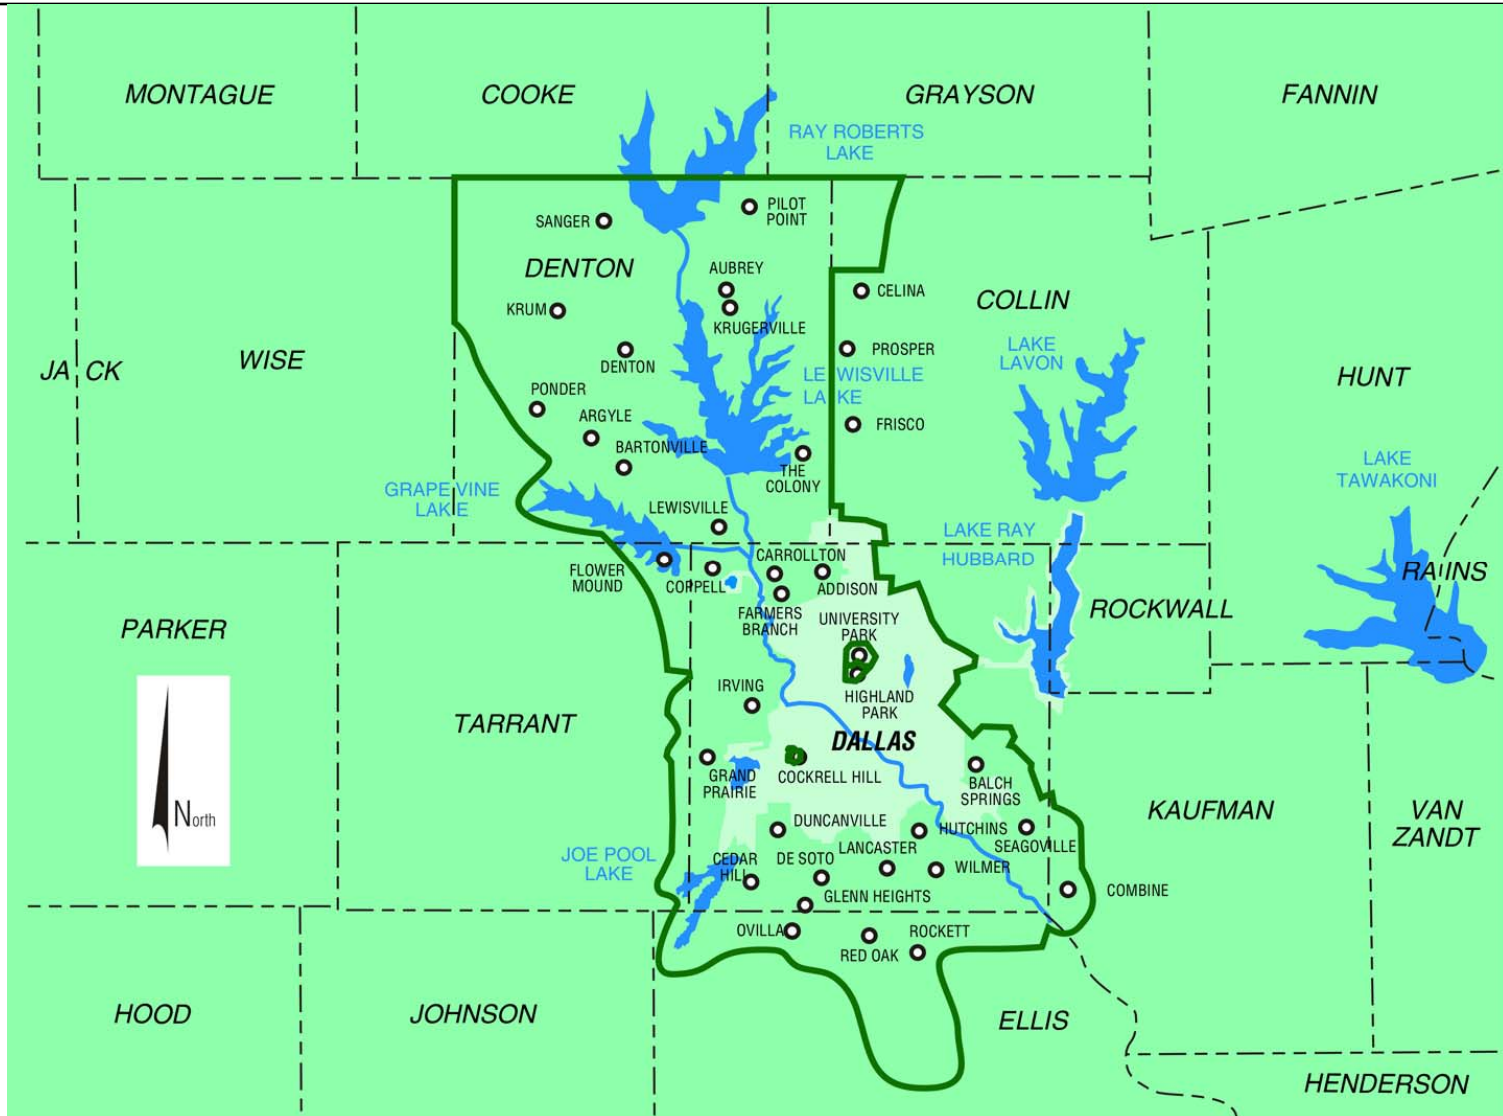 MONTAGUE
COOKE
GRAYSON
FANNIN
RAY ROBERTS
LAKE
SANGER
PILOT
POINT
DENTON
AUBREY
CELINA
COLLIN
KRUM
KRUGERVILLE
LAKE
LAVON
PROSPER
JACK
WISE
DENTON
LEWISVILLE
LAKE
HUNT
PONDER
ARGYLE
FRISCO
BARTONVILLE
THE
COLONY
LAKE
TAWAKONI
GRAPE VINE
LAKE
LEWISVILLE
LAKE RAY
HUBBARD
FLOWER
MOUND
COPPELL
CARROLLTON
ADDISON
RAINS
FARMERS
BRANCH
UNIVERSITY
PARK
ROCKWALL
PARKER
IRVING
HIGHLAND
PARK
TARRANT
DALLAS
GRAND
PRAIRIE
COCKRELL HILL
BALCH
SPRINGS
North
KAUFMAN
VAN
ZANDT
DUNCANVILLE
HUTCHINS
SEAGOVILLE
JOE POOL
LAKE
CEDAR
HILL
DE SOTO
LANCASTER
WILMER
COMBINE
GLENN HEIGHTS
OVILLA
RED OAK
ROCKETT
HOOD
JOHNSON
ELLIS
HENDERSON